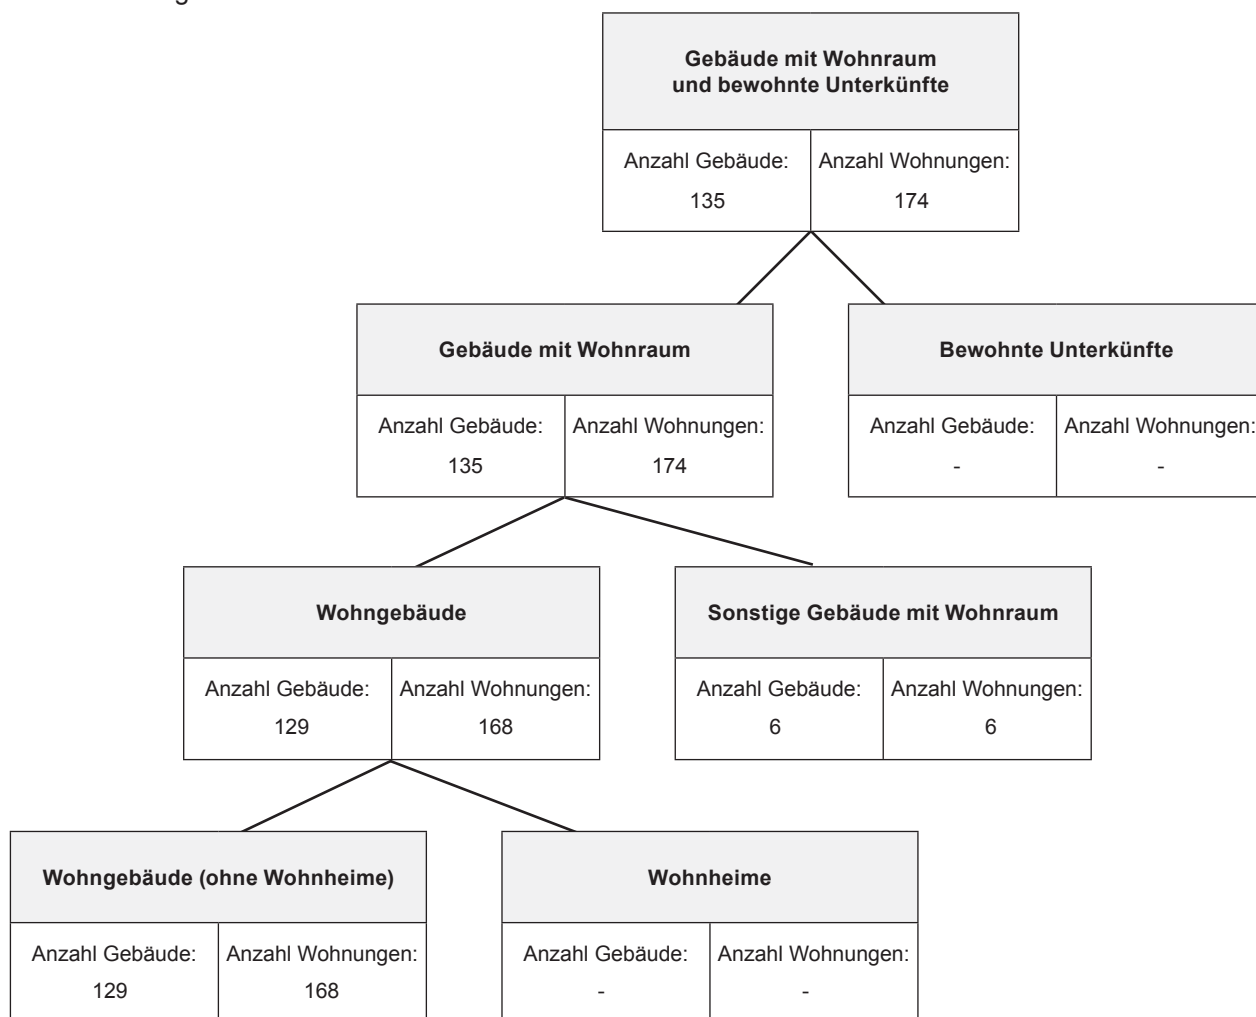 Gebäude mit Wohnraum
und bewohnte Unterkünfte
Anzahl Gebäude:
135
Anzahl Wohnungen:
174
Gebäude mit Wohnraum
Anzahl Gebäude:
135
Anzahl Wohnungen:
174
Bewohnte Unterkünfte
Anzahl Gebäude:
-
Anzahl Wohnungen:
-
Wohngebäude
Anzahl Gebäude:
129
Anzahl Wohnungen:
168
Sonstige Gebäude mit Wohnraum
Anzahl Gebäude:
6
Anzahl Wohnungen:
6
Wohngebäude (ohne Wohnheime)
Anzahl Gebäude:
129
Anzahl Wohnungen:
168
Wohnheime
Anzahl Gebäude:
-
Anzahl Wohnungen:
-